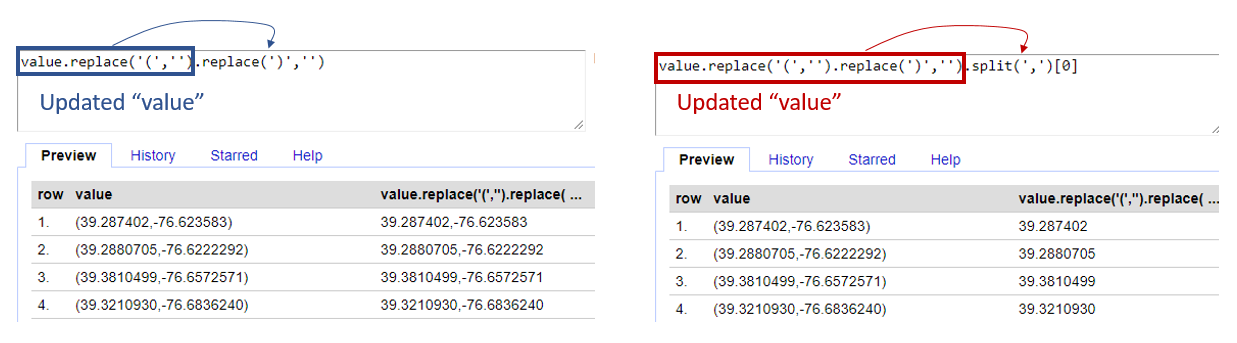 value.replace('(','').replace(')','')
Updated “value”
Preview History Starred Help
row value value.replace('(','').replace( ...
1. (39.287402,-76.623583) 39.287402,-76.623583
2. (39.2880705,-76.6222292) 39.2880705,-76.6222292
3. (39.3810499,-76.6572571) 39.3810499,-76.6572571
4. (39.3210930,-76.6836240) 39.3210930,-76.6836240
value.replace('(','').replace(')','').split(',')[0]
Updated “value”
Preview History Starred Help
row value value.replace('(','').replace( ...
1. (39.287402,-76.623583) 39.287402
2. (39.2880705,-76.6222292) 39.2880705
3. (39.3810499,-76.6572571) 39.3810499
4. (39.3210930,-76.6836240) 39.3210930